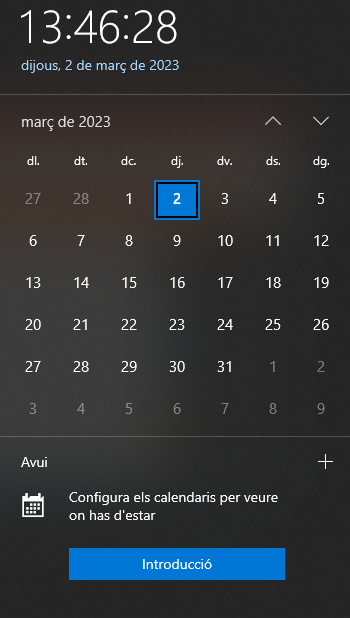 13:46:28
dijous, 2 de març de 2023
març de 2023
dl. dt. dc. dj. dv. ds. dg.
27 28 1 2 3 4 5
6 7 8 9 10 11 12
13 14 15 16 17 18 19
20 21 22 23 24 25 26
27 28 29 30 31 1 2
3 4 5 6 7 8 9
Avui
Configura els calendaris per veure
on has d'estar
Introducció